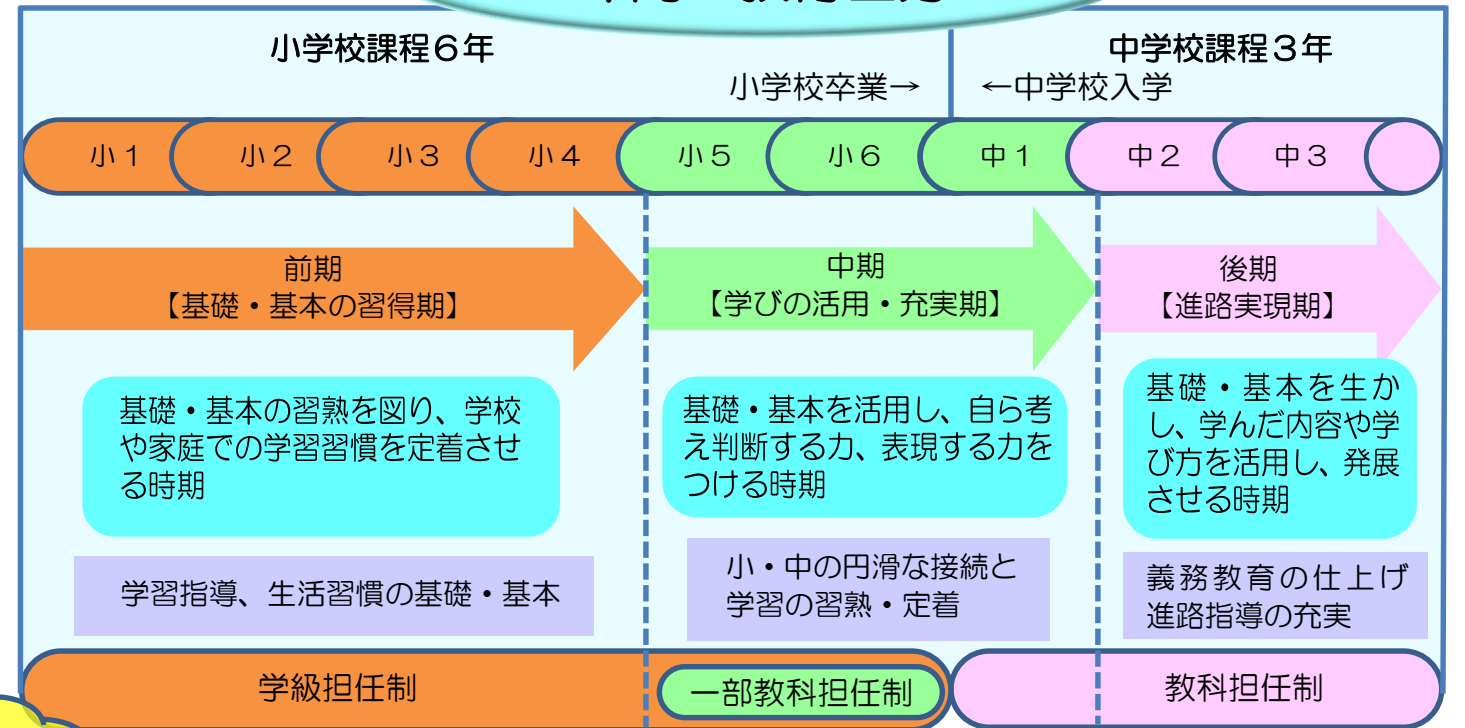 小学校課程６年
中学校課程３年
小学校卒業→
←中学校入学
小１
小２
小３
小４
小５
小６
中１
中２
中３
前期
【基礎・基本の習得期】
中期
【学びの活用・充実期】
後期
【進路実現期】
基礎・基本の習熟を図り、学校
や家庭での学習習慣を定着させ
る時期
基礎・基本を活用し、自ら考
え判断する力、表現する力を
つける時期
基礎・基本を生か
し、学んだ内容や学
び方を活用し、発展
させる時期
学習指導、生活習慣の基礎・基本
小・中の円滑な接続と
学習の習熟・定着
義務教育の仕上げ
進路指導の充実
学級担任制
一部教科担任制
教科担任制